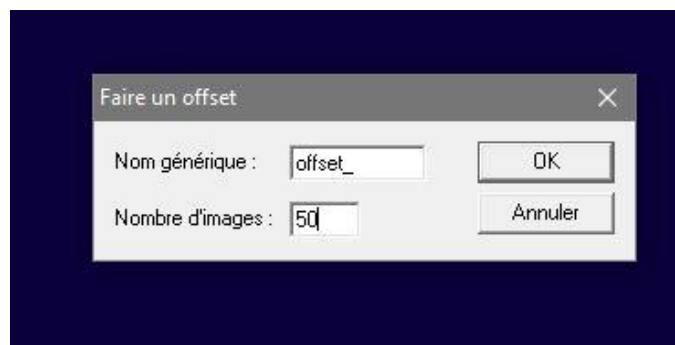 Faire un offset
Nom générique : offset_ OK
Nombre d'images : 50 Annuler